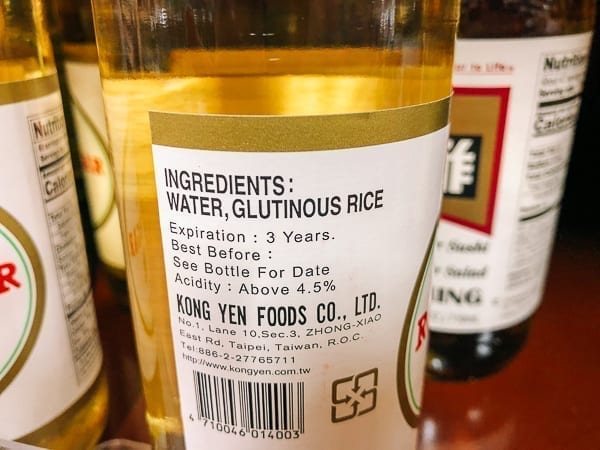 INGREDIENTS:
WATER, GLUTINOUS RICE
Expiration : 3 Years.
Best Before :
See Bottle For Date
Acidity : Above 4.5%
KONG YEN FOODS CO., LTD.
No.1, Lane 10,Sec.3, ZHONG-XIAO
East Rd, Taipei, Taiwan, R.O.C.
Tel:886-2-27765711
http://www.kongyen.com.tw
4 710046 014003